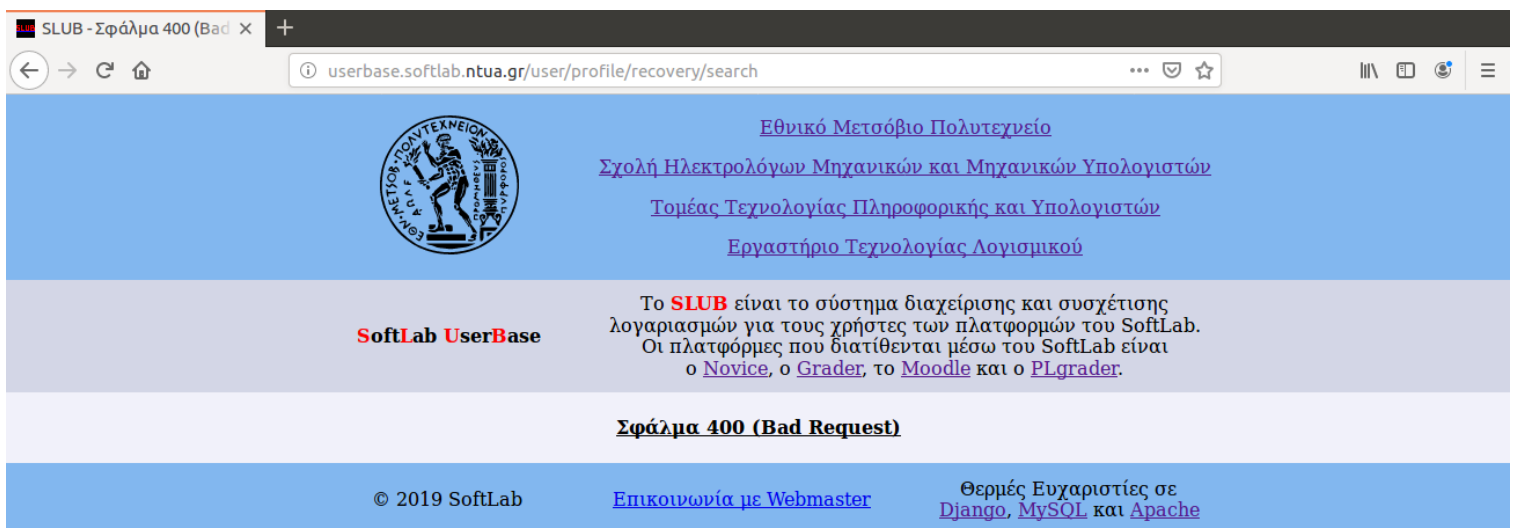 SLUB - Σφάλμα 400 (Bad
userbase.softlab.ntua.gr/user/profile/recovery/search
Εθνικό Μετσόβιο Πολυτεχνείο
Σχολή Ηλεκτρολόγων Μηχανικών και Μηχανικών Υπολογιστών
Τομέας Τεχνολογίας Πληροφορικής και Υπολογιστών
Εργαστήριο Τεχνολογίας Λογισμικού
SoftLab UserBase
Το SLUB είναι το σύστημα διαχείρισης και συσχέτισης
λογαριασμών για τους χρήστες των πλατφορμών του SoftLab.
Οι πλατφόρμες που διατίθενται μέσω του SoftLab είναι
ο Novice, ο Grader, το Moodle και ο PLgrader.
Σφάλμα 400 (Bad Request)
© 2019 SoftLab
Επικοινωνία με Webmaster
Θερμές Ευχαριστίες σε
Django, MySQL και Apache